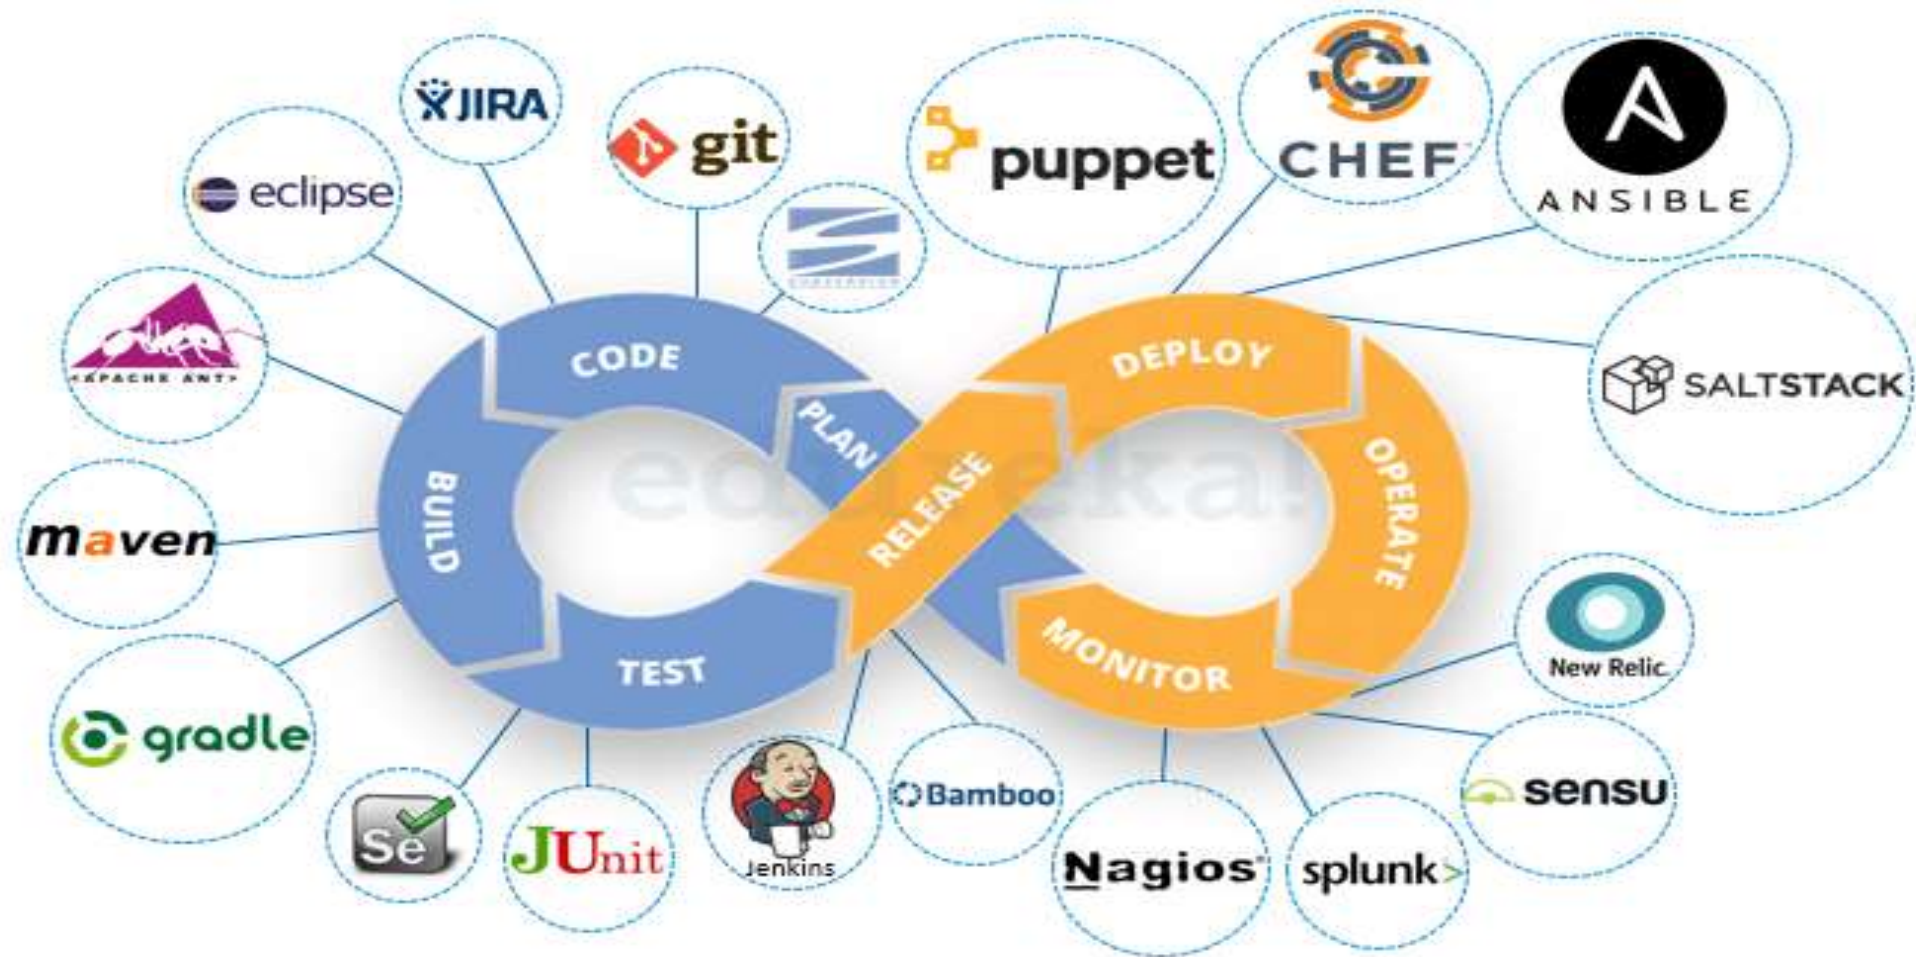 JIRA
git
puppet
CHEF
ANSIBLE
eclipse
<APACHE ANT>
SALTSTACK
CODE
DEPLOY
PLAN
BUILD
edureka!
RELEASE
OPERATE
maven
TEST
MONITOR
New Relic.
gradle
Se
JUnit
Jenkins
Bamboo
Nagios
splunk>
sensu